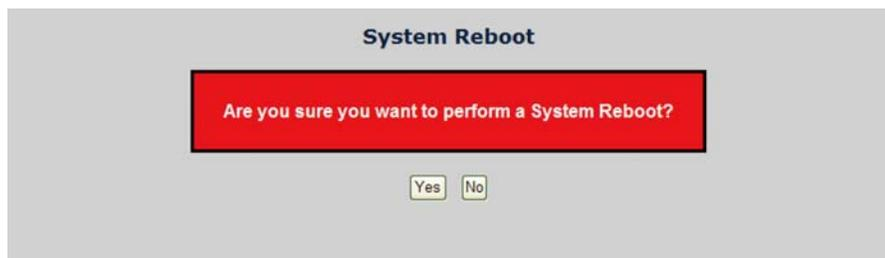 System Reboot
Are you sure you want to perform a System Reboot?
Yes No